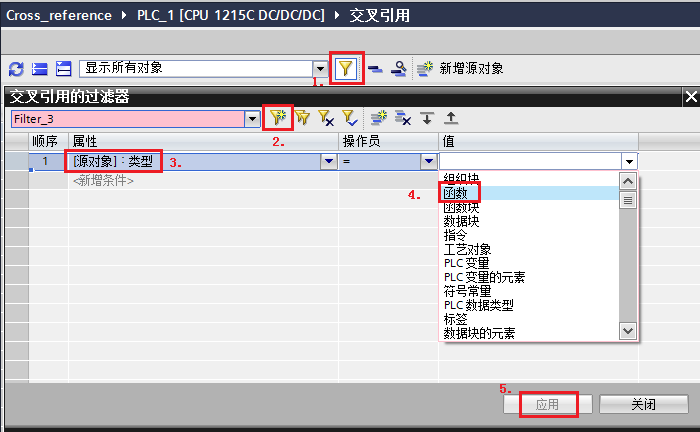 Cross_reference ▸ PLC_1 [CPU 1215C DC/DC/DC] ▸ 交叉引用
显示所有对象 1. 新增源对象
交叉引用的过滤器
Filter_3
2.
顺序 属性 操作员 值
1 [源对象]：类型 3. =
<新增条件>
组织块
4. 函数
函数块
数据块
指令
工艺对象
PLC 变量
PLC 变量的元素
符号常量
PLC 数据类型
标签
数据块的元素
5. 应用 关闭